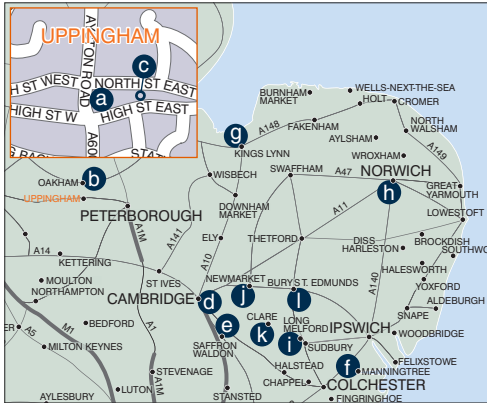 UPPINGHAM
AYSTON ROAD
c
H ST WEST
NORTH ST EAST
a
HIGH ST W
HIGH ST EAST
A60
STAT
BURNHAM
MARKET
WELLS-NEXT-THE-SEA
HOLT
CROMER
g
A148
FAKENHAM
NORTH
WALSHAM
KINGS LYNN
AYLSHAM
A149
WROXHAM
b
OAKHAM
WISBECH
SWAFFHAM
A47
NORWICH
h
GREAT
YARMOUTH
UPPINGHAM
PETERBOROUGH
DOWNHAM
MARKET
A11
LOWESTOFT
A1M
A141
ELY
THETFORD
DISS
HARLESTON
BROCKDISH
SOUTHWO
A14
KETTERING
A10
HALESWORTH
ST IVES
NEWMARKET
BURY ST. EDMUNDS
A140
YOXFORD
MOULTON
NORTHAMPTON
CAMBRIDGE
d
j
l
ALDEBURGH
SNAPE
CLARE
LONG
MELFORD
IPSWICH
e
k
i
WOODBRIDGE
ER
A5
M1
BEDFORD
A1
SAFFRON
WALDON
SUDBURY
MILTON KEYNES
f
FELIXSTOWE
STEVENAGE
HALSTEAD
MANNINGTREE
A1M
LUTON
CHAPPEL
COLCHESTER
AYLESBURY
STANSTED
FINGRINGHOE